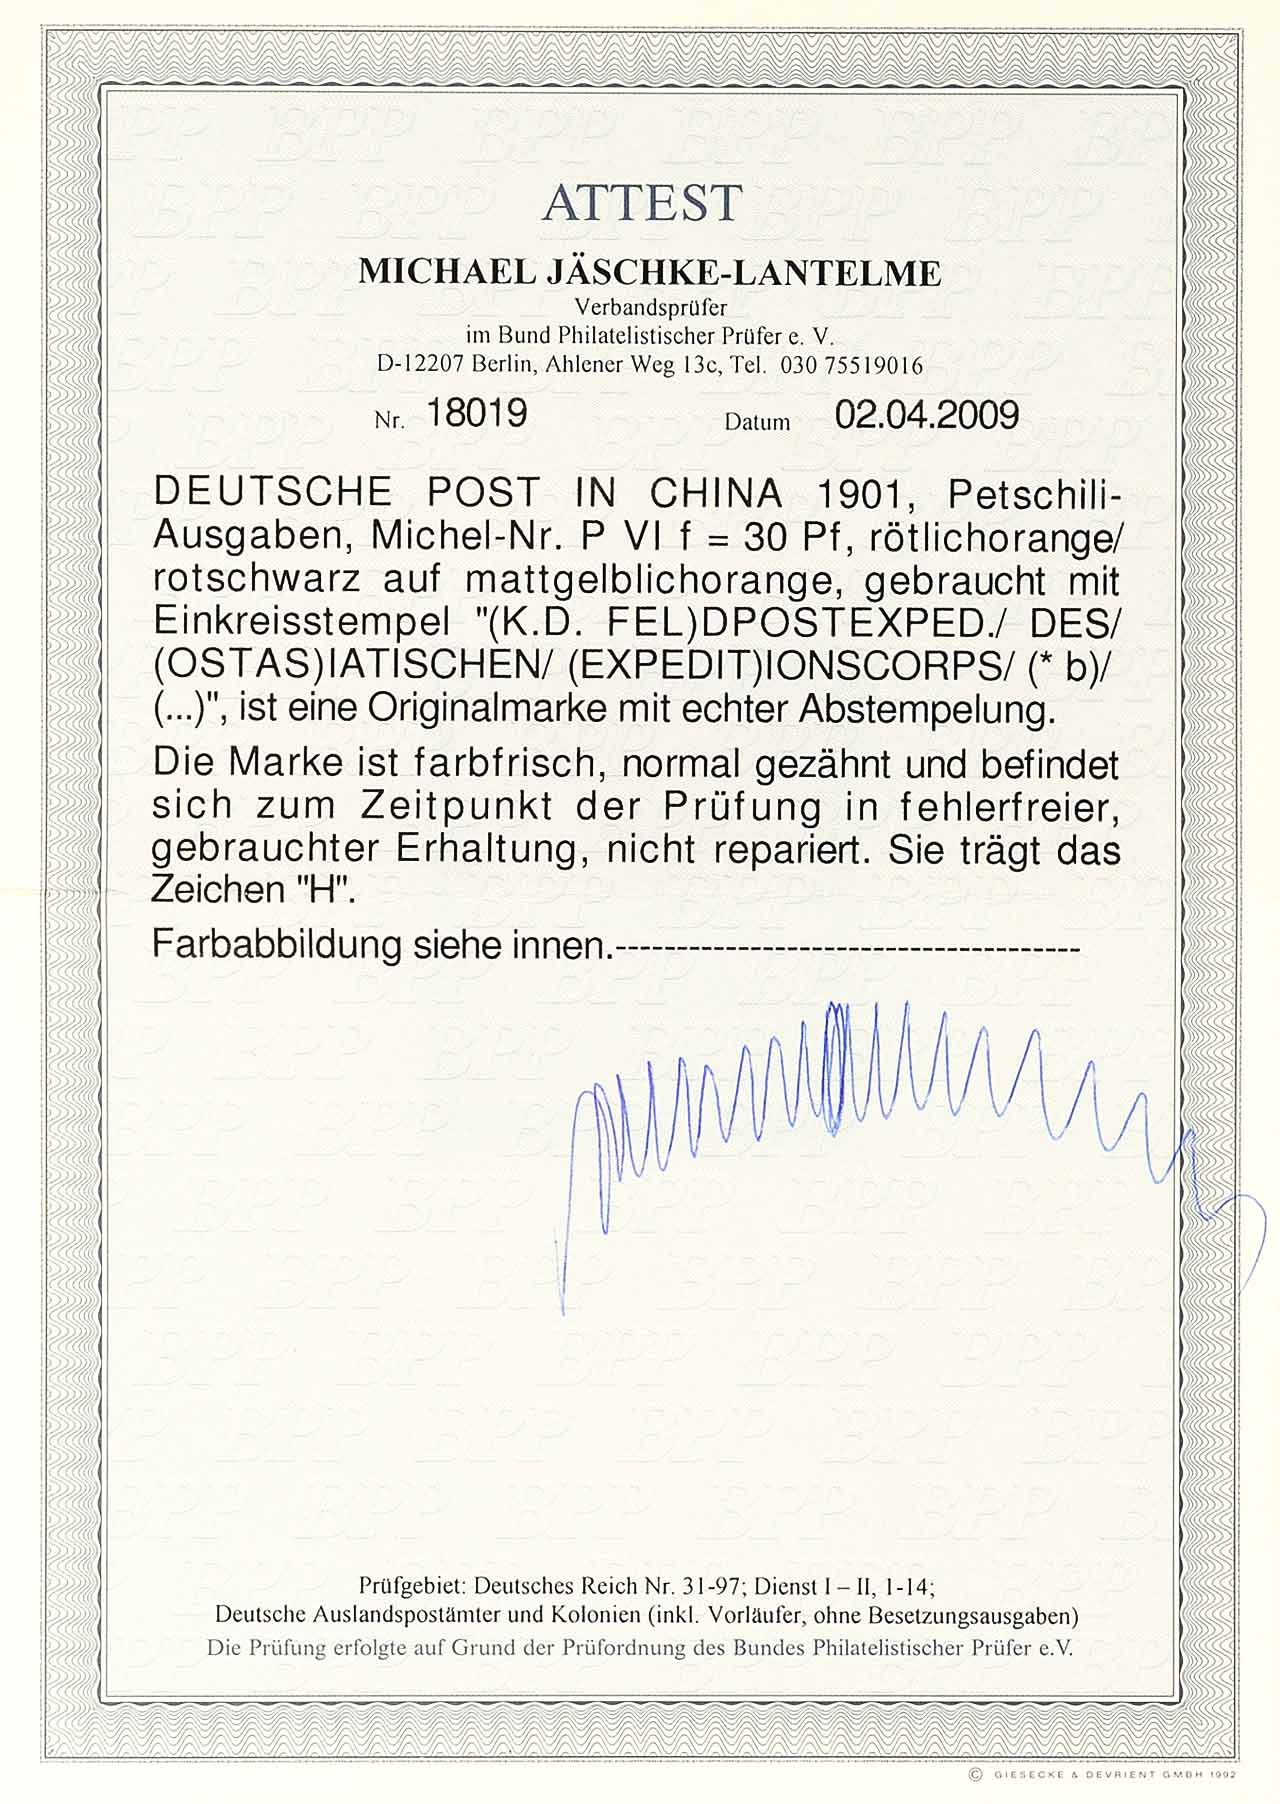 ATTEST
MICHAEL JÄSCHKE-LANTELME
Verbandsprüfer
im Bund Philatelistischer Prüfer e. V.
D-12207 Berlin, Ahlener Weg 13c, Tel. 030 75519016
Nr. 18019 Datum 02.04.2009
DEUTSCHE POST IN CHINA 1901, Petschili-
Ausgaben, Michel-Nr. P VI f = 30 Pf, rötlichorange/
rotschwarz auf mattgelblichorange, gebraucht mit
Einkreisstempel "(K.D. FEL)DPOSTEXPED./ DES/
(OSTAS)IATISCHEN/ (EXPEDIT)IONSCORPS/ (* b)/
(...)", ist eine Originalmarke mit echter Abstempelung.
Die Marke ist farbfrisch, normal gezähnt und befindet
sich zum Zeitpunkt der Prüfung in fehlerfreier,
gebrauchter Erhaltung, nicht repariert. Sie trägt das
Zeichen "H".
Farbabbildung siehe innen.--------------------------------------
Prüfgebiet: Deutsches Reich Nr. 31-97; Dienst I – II, 1-14;
Deutsche Auslandspostämter und Kolonien (inkl. Vorläufer, ohne Besetzungsausgaben)
Die Prüfung erfolgte auf Grund der Prüfordnung des Bundes Philatelistischer Prüfer e.V.
© GIESECKE & DEVRIENT GMBH 1992